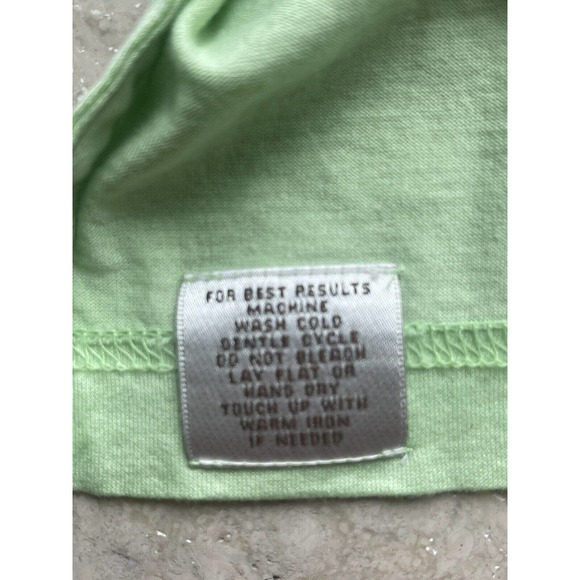 FOR BEST RESULTS
MACHINE
WASH COLD
GENTLE CYCLE
DO NOT BLEACH
LAY FLAT OR
HAND DRY
TOUCH UP WITH
WARM IRON
IF NEEDED